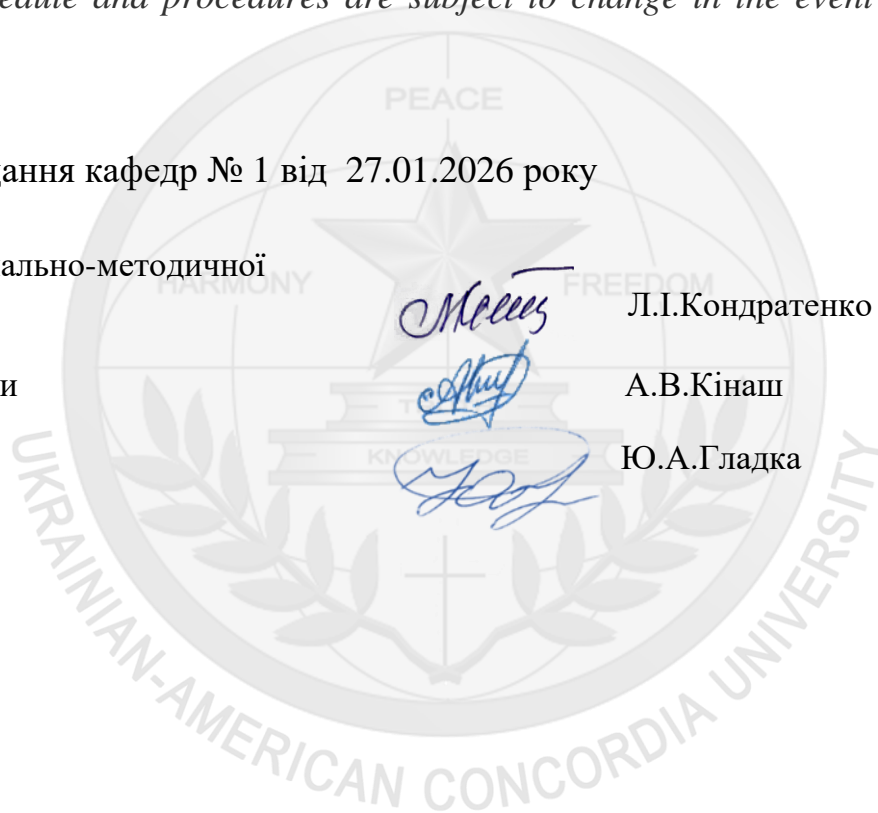 edule and procedures are subject to change in the event
PEACE
дання кафедр № 1 від 27.01.2026 року
ально-методичної
HARMONY
FREEDOM
Л.І.Кондратенко
и
А.В.Кінаш
KNOWLEDGE
Ю.А.Гладка
UKRAINIAN-AMERICAN CONCORDIA UNIVERSITY